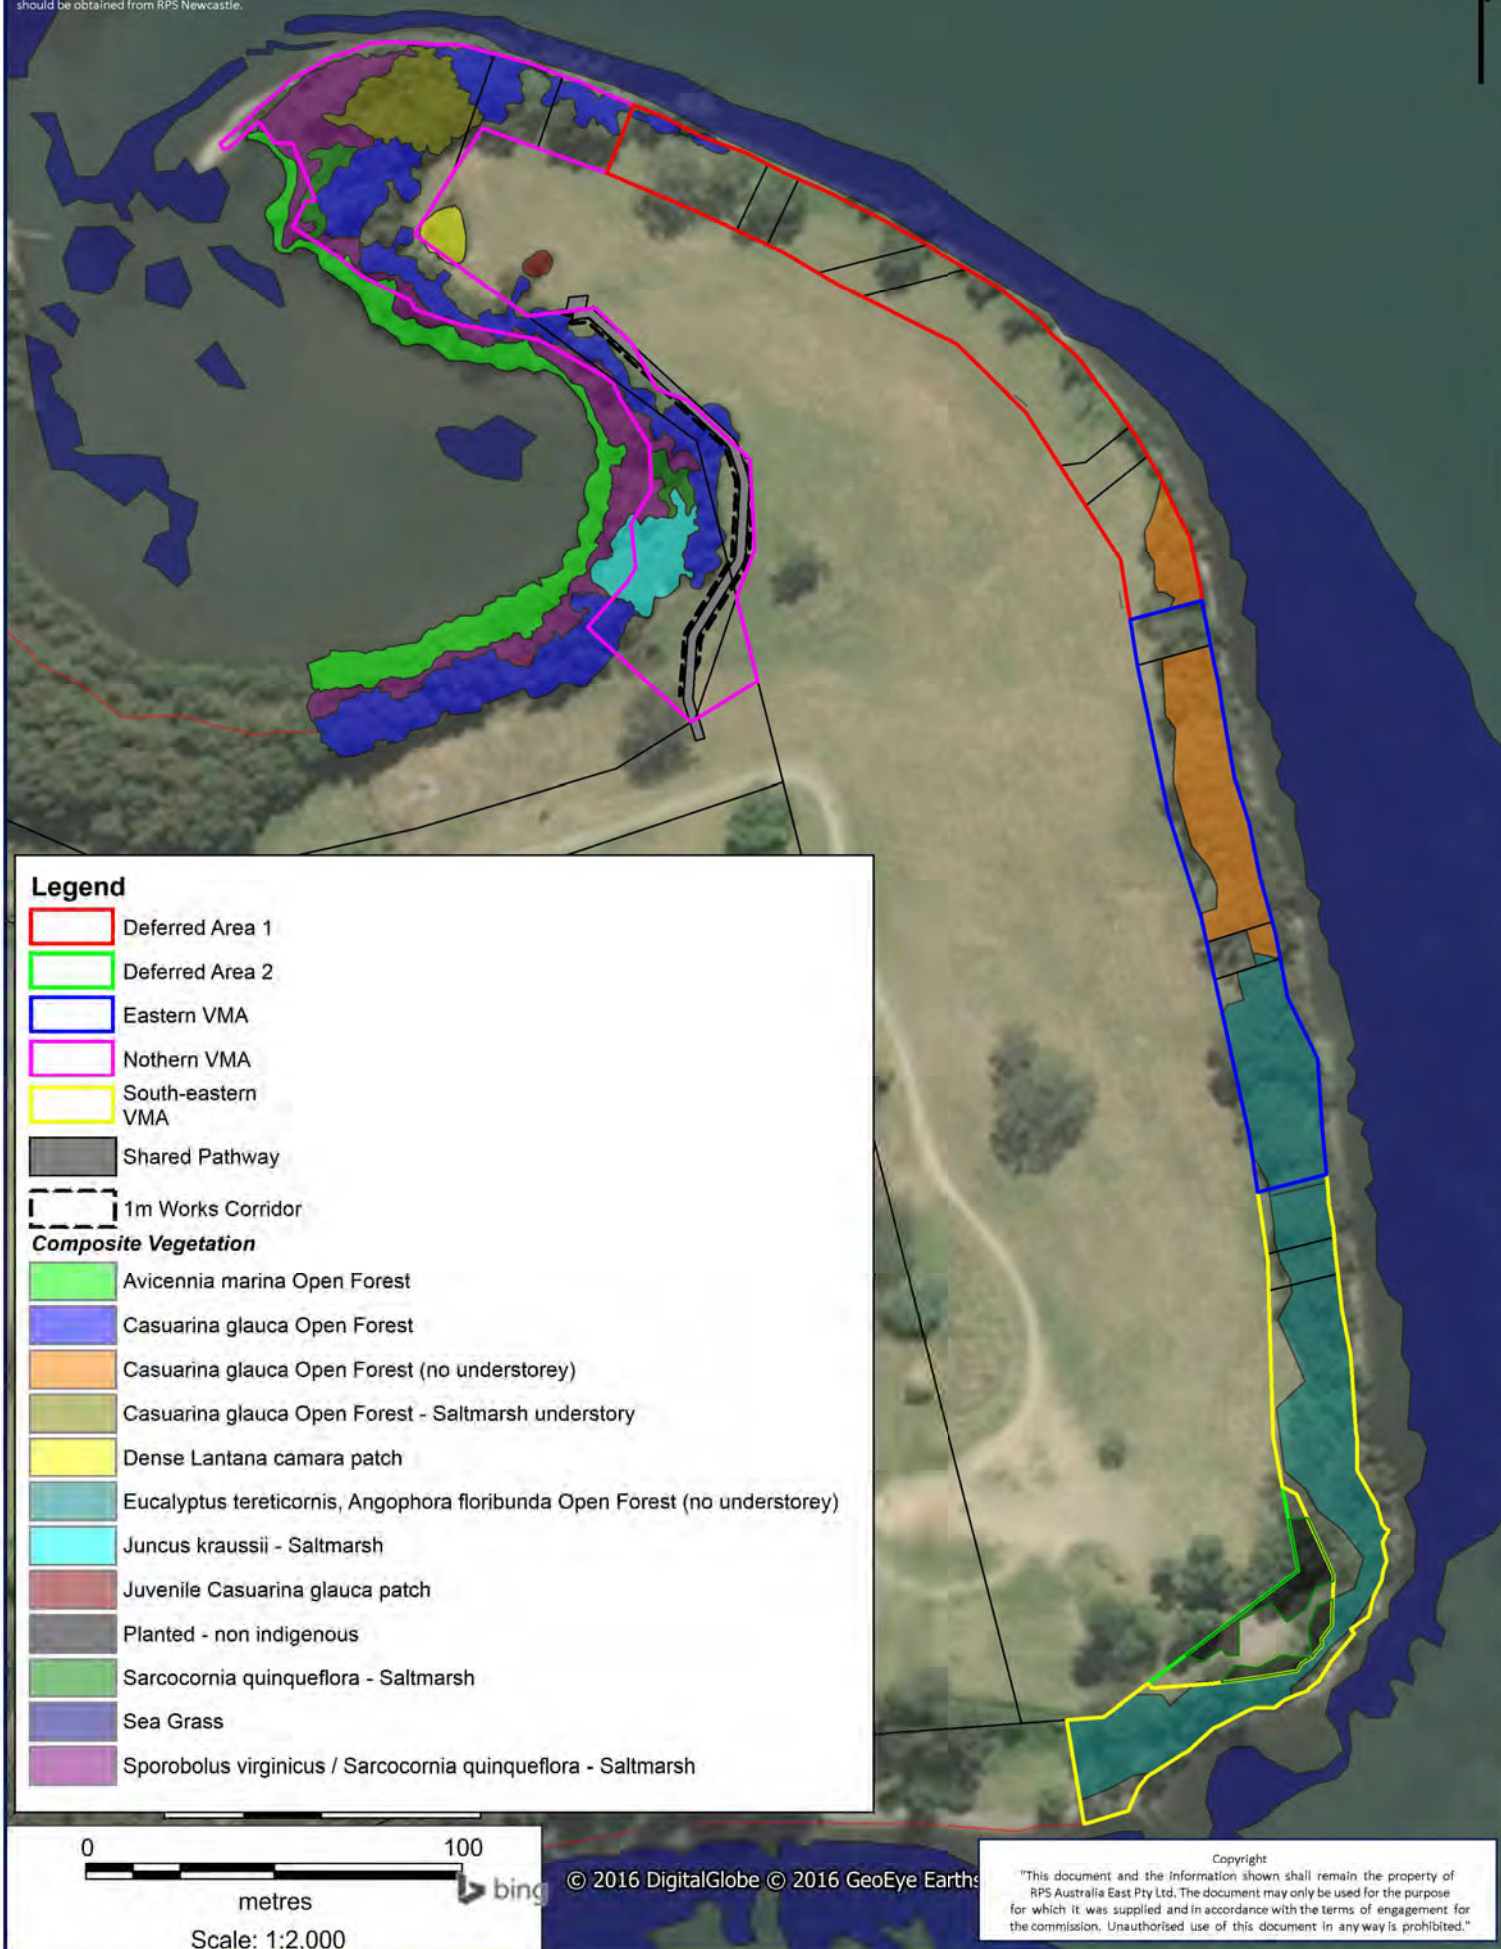 should be obtained from RPS Newcastle.
Legend
Deferred Area 1
Deferred Area 2
Eastern VMA
Nothern VMA
South-eastern
VMA
Shared Pathway
1m Works Corridor
Composite Vegetation
Avicennia marina Open Forest
Casuarina glauca Open Forest
Casuarina glauca Open Forest (no understorey)
Casuarina glauca Open Forest - Saltmarsh understory
Dense Lantana camara patch
Eucalyptus tereticornis, Angophora floribunda Open Forest (no understorey)
Juncus kraussii - Saltmarsh
Juvenile Casuarina glauca patch
Planted - non indigenous
Sarcocornia quinqueflora - Saltmarsh
Sea Grass
Sporobolus virginicus / Sarcocornia quinqueflora - Saltmarsh
0 100
metres
Scale: 1:2,000
bing
© 2016 DigitalGlobe © 2016 GeoEye Earths
Copyright
"This document and the information shown shall remain the property of
RPS Australia East Pty Ltd. The document may only be used for the purpose
for which it was supplied and in accordance with the terms of engagement for
the commission. Unauthorised use of this document in any way is prohibited."